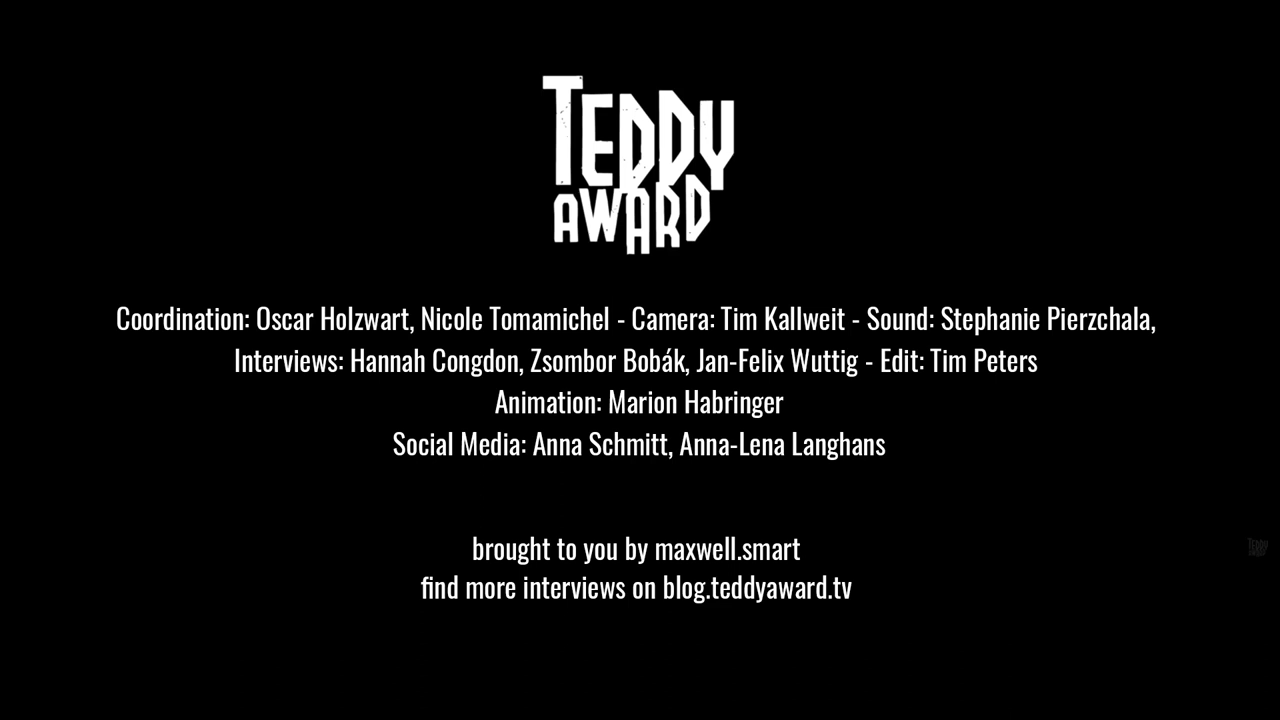 TEDDY
AWARD
Coordination: Oscar Holzwart, Nicole Tomamichel - Camera: Tim Kallweit - Sound: Stephanie Pierzchala,
Interviews: Hannah Congdon, Zsombor Bobák, Jan-Felix Wuttig - Edit: Tim Peters
Animation: Marion Habringer
Social Media: Anna Schmitt, Anna-Lena Langhans
brought to you by maxwell.smart
find more interviews on blog.teddyaward.tv
TEDDY
AWARD